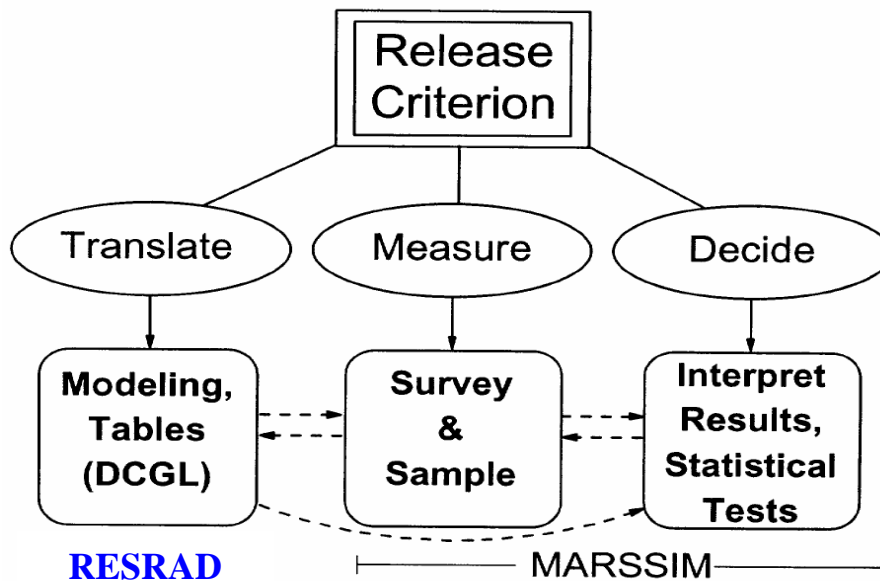 Release
Criterion
Translate
Measure
Decide
Modeling,
Tables
(DCGL)
Survey
&
Sample
Interpret
Results,
Statistical
Tests
RESRAD
MARSSIM